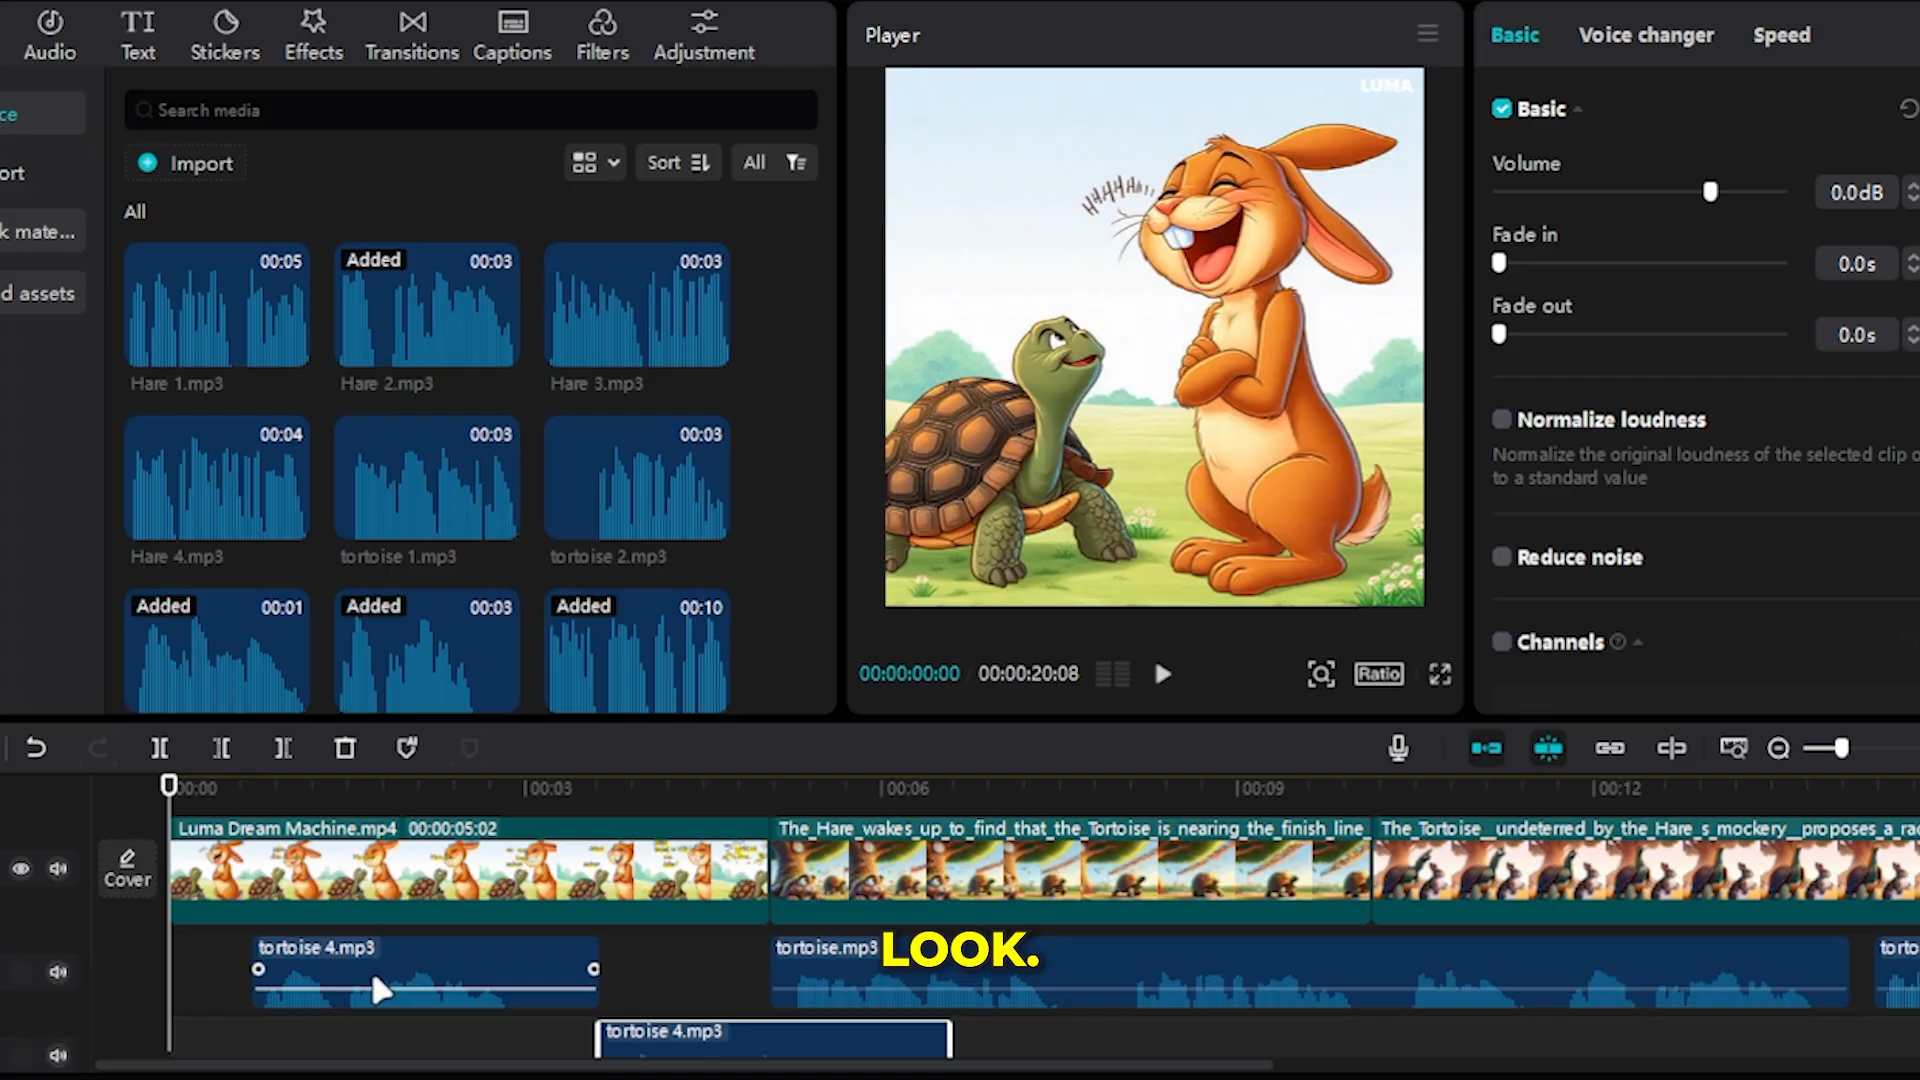 Audio
Text
Stickers
Effects
Transitions
Captions
Filters
Adjustment
Player
Basic
Voice changer
Speed
ce
Search media
LUMA
Basic
ort
Import
Sort
All
Volume
0.0dB
k mate...
All
HAHAHA
Fade in
0.0s
d assets
00:05
Added
00:03
00:03
Fade out
0.0s
Hare 1.mp3
Hare 2.mp3
Hare 3.mp3
00:04
00:03
00:03
Normalize loudness
Normalize the original loudness of the selected clip o
to a standard value
Hare 4.mp3
tortoise 1.mp3
tortoise 2.mp3
Reduce noise
Added
00:01
Added
00:03
Added
00:10
Channels
00:00:00:00
00:00:20:08
Ratio
00:00
00:03
00:06
00:09
00:12
Luma Dream Machine.mp4 00:00:05:02
The_Hare_wakes_up_to_find_that_the_Tortoise_is_nearing_the_finish_line_
The_Tortoise__undeterred_by_the_Hare_s_mockery__proposes_a_rac
Cover
tortoise 4.mp3
tortoise.mp3
LOOK.
torto
tortoise 4.mp3